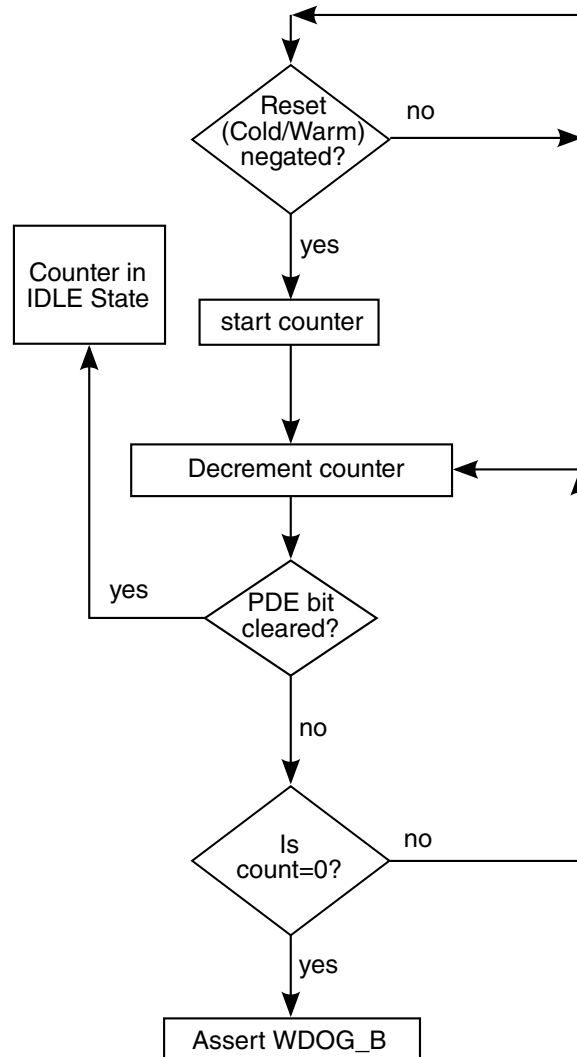 Reset
(Cold/Warm)
negated?
no
yes
Counter in
IDLE State
start counter
Decrement counter
yes
PDE bit
cleared?
no
Is
count=0?
no
yes
Assert WDOG_B